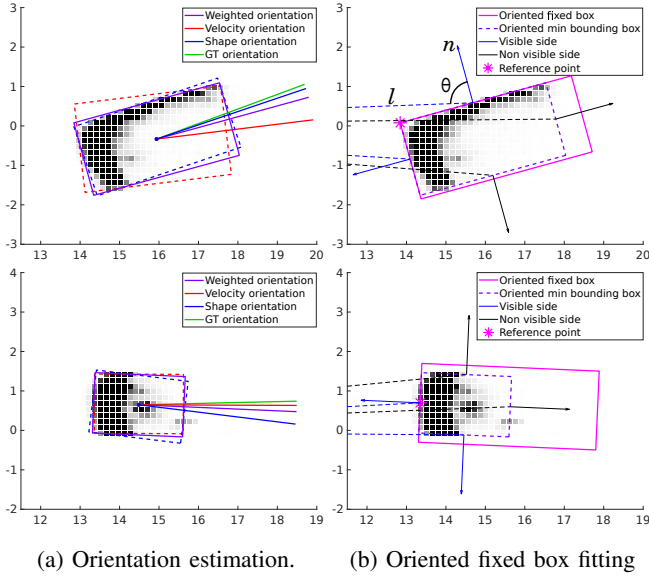 Weighted orientation
Velocity orientation
Shape orientation
GT orientation
3
2
1
0
-1
-2
-3
13 14 15 16 17 18 19 20
Oriented fixed box
Oriented min bounding box
Visible side
Non visible side
Reference point
n
θ
l
3
2
1
0
-1
-2
-3
13 14 15 16 17 18 19 20
Weighted orientation
Velocity orientation
Shape orientation
GT orientation
4
3
2
1
0
-1
-2
12 13 14 15 16 17 18 19
Oriented fixed box
Oriented min bounding box
Visible side
Non visible side
Reference point
4
3
2
1
0
-1
-2
12 13 14 15 16 17 18 19
(a) Orientation estimation.
(b) Oriented fixed box fitting